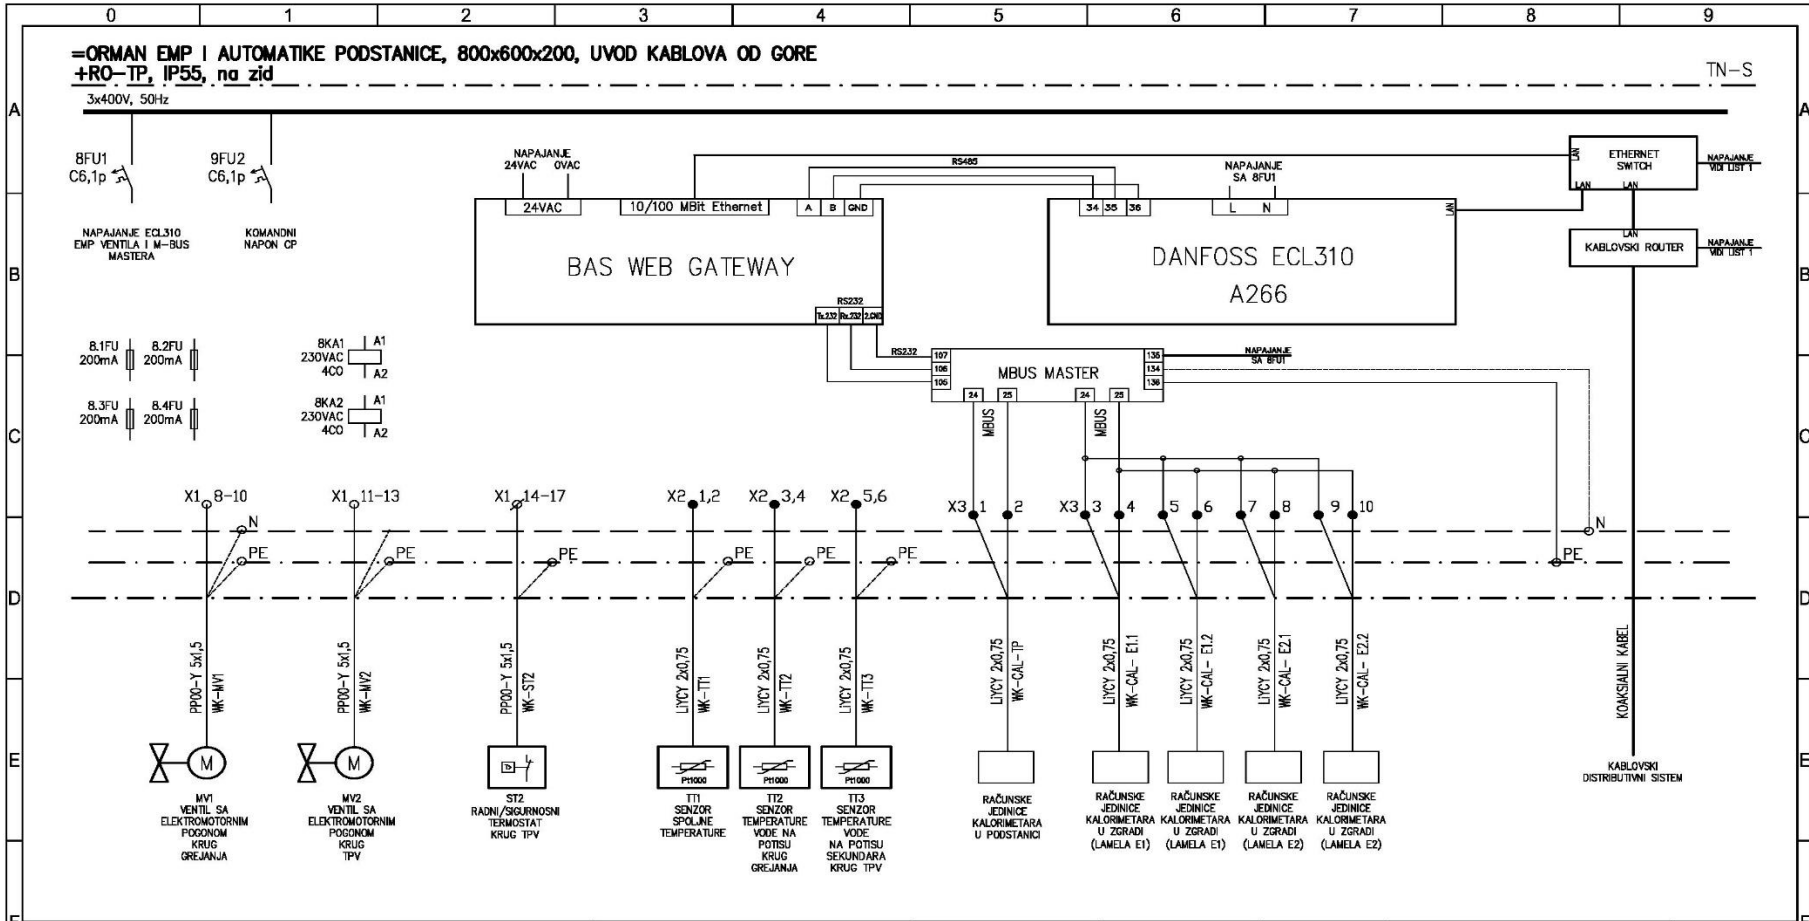 0 1 2 3 4 5 6 7 8 9
=ORMAN EMP I AUTOMATIKE PODSTANICE, 800x600x200, UVOD KABLOVA OD GORE
+RO-TP, IP55, na zid
TN-S
3x400V, 50Hz
A
A
8FU1
C6,1p
9FU2
C6,1p
NAPAJANJE ECL310
EMP VENTILA I M-BUS
MASTERA
KOMANDNI
NAPON CP
NAPAJANJE
24VAC 0VAC
RS485
NAPAJANJE
SA 8FU1
24VAC
10/100 MBit Ethernet
A B GND
BAS WEB GATEWAY
RS232
Tx.232 Rx.232 2.GND
34 35 36
L N
LAN
DANFOSS ECL310
A266
LAN
ETHERNET
SWITCH
LAN LAN
NAPAJANJE
VIDI LIST 1
LAN
KABLOVSKI ROUTER
NAPAJANJE
VIDI LIST 1
B
B
8.1FU
200mA
8.2FU
200mA
8.3FU
200mA
8.4FU
200mA
8KA1
230VAC
4CO
A1
A2
8KA2
230VAC
4CO
A1
A2
RS232
107
106
105
MBUS MASTER
135
134
136
24 25 24 25
NAPAJANJE
SA 8FU1
MBUS
MBUS
C
C
X1 8-10
X1 11-13
X1 14-17
X2 1,2
X2 3,4
X2 5,6
X3 1 2
X3 3 4 5 6 7 8 9 10
N
N
PE
PE
PE
PE
PE
PE
PE
D
D
PP00-Y 5x1,5
WK-MV1
PP00-Y 5x1,5
WK-MV2
PP00-Y 5x1,5
WK-ST2
LiYCY 2x0,75
WK-TT1
LiYCY 2x0,75
WK-TT2
LiYCY 2x0,75
WK-TT3
LiYCY 2x0,75
WK-CAL-TP
LiYCY 2x0,75
WK-CAL- E1.1
LiYCY 2x0,75
WK-CAL- E1.2
LiYCY 2x0,75
WK-CAL- E2.1
LiYCY 2x0,75
WK-CAL- E2.2
KOAKSIALNI KABEL
E
E
M
M
Pt1000
Pt1000
Pt1000
MV1
VENTIL SA
ELEKTROMOTORNIM
POGONOM
KRUG
GREJANJA
MV2
VENTIL SA
ELEKTROMOTORNIM
POGONOM
KRUG
TPV
ST2
RADNI/SIGURNOSNI
TERMOSTAT
KRUG TPV
TT1
SENZOR
SPOLJNE
TEMPERATURE
TT2
SENZOR
TEMPERATURE
VODE NA
POTISU
KRUG
GREJANJA
TT3
SENZOR
TEMPERATURE
VODE
NA POTISU
SEKUNDARA
KRUG TPV
RAČUNSKE
JEDINICE
KALORIMETARA
U PODSTANICI
RAČUNSKE
JEDINICE
KALORIMETARA
U ZGRADI
(LAMELA E1)
RAČUNSKE
JEDINICE
KALORIMETARA
U ZGRADI
(LAMELA E1)
RAČUNSKE
JEDINICE
KALORIMETARA
U ZGRADI
(LAMELA E2)
RAČUNSKE
JEDINICE
KALORIMETARA
U ZGRADI
(LAMELA E2)
KABLOVSKI
DISTRIBUTIVNI SISTEM